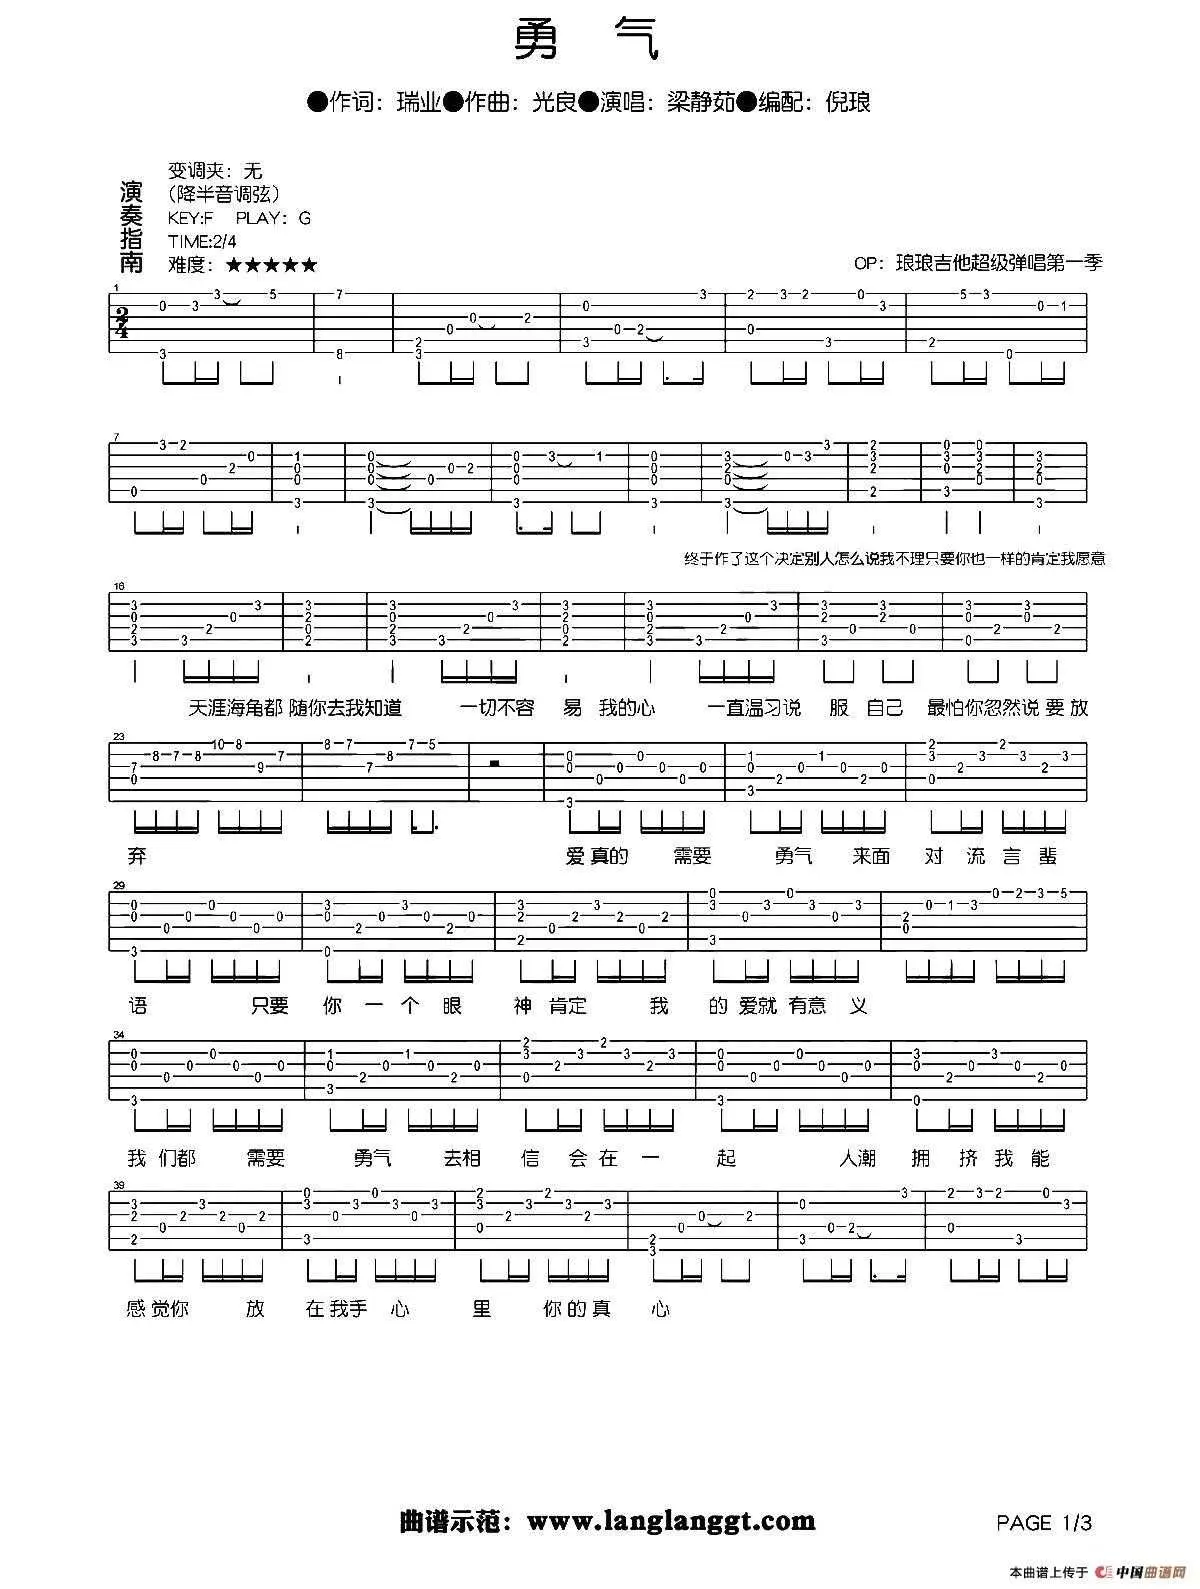 勇 气
●作词：瑞业●作曲：光良●演唱：梁静茹●编配：倪琅
演奏指南
变调夹：无
（降半音调弦）
KEY:F PLAY：G
TIME:2/4
难度：★★★★★
OP：琅琅吉他超级弹唱第一季
1
7
终于作了这个决定别人怎么说我不理只要你也一样的肯定我愿意
16
天涯海角都 随你去我知道 一切不容 易 我的心 一直温习说 服 自己 最怕你忽然说要放
23
弃 爱真的 需要 勇气 来面 对 流 言 蜚
29
语 只要 你 一 个 眼 神 肯定 我 的 爱就 有意 义
34
我 们都 需要 勇气 去相 信 会 在 一 起 人潮 拥 挤 我 能
39
感 觉你 放 在我手 心 里 你 的 真 心
曲谱示范：www.langlanggt.com
PAGE 1/3
本曲谱上传于 中国曲谱网